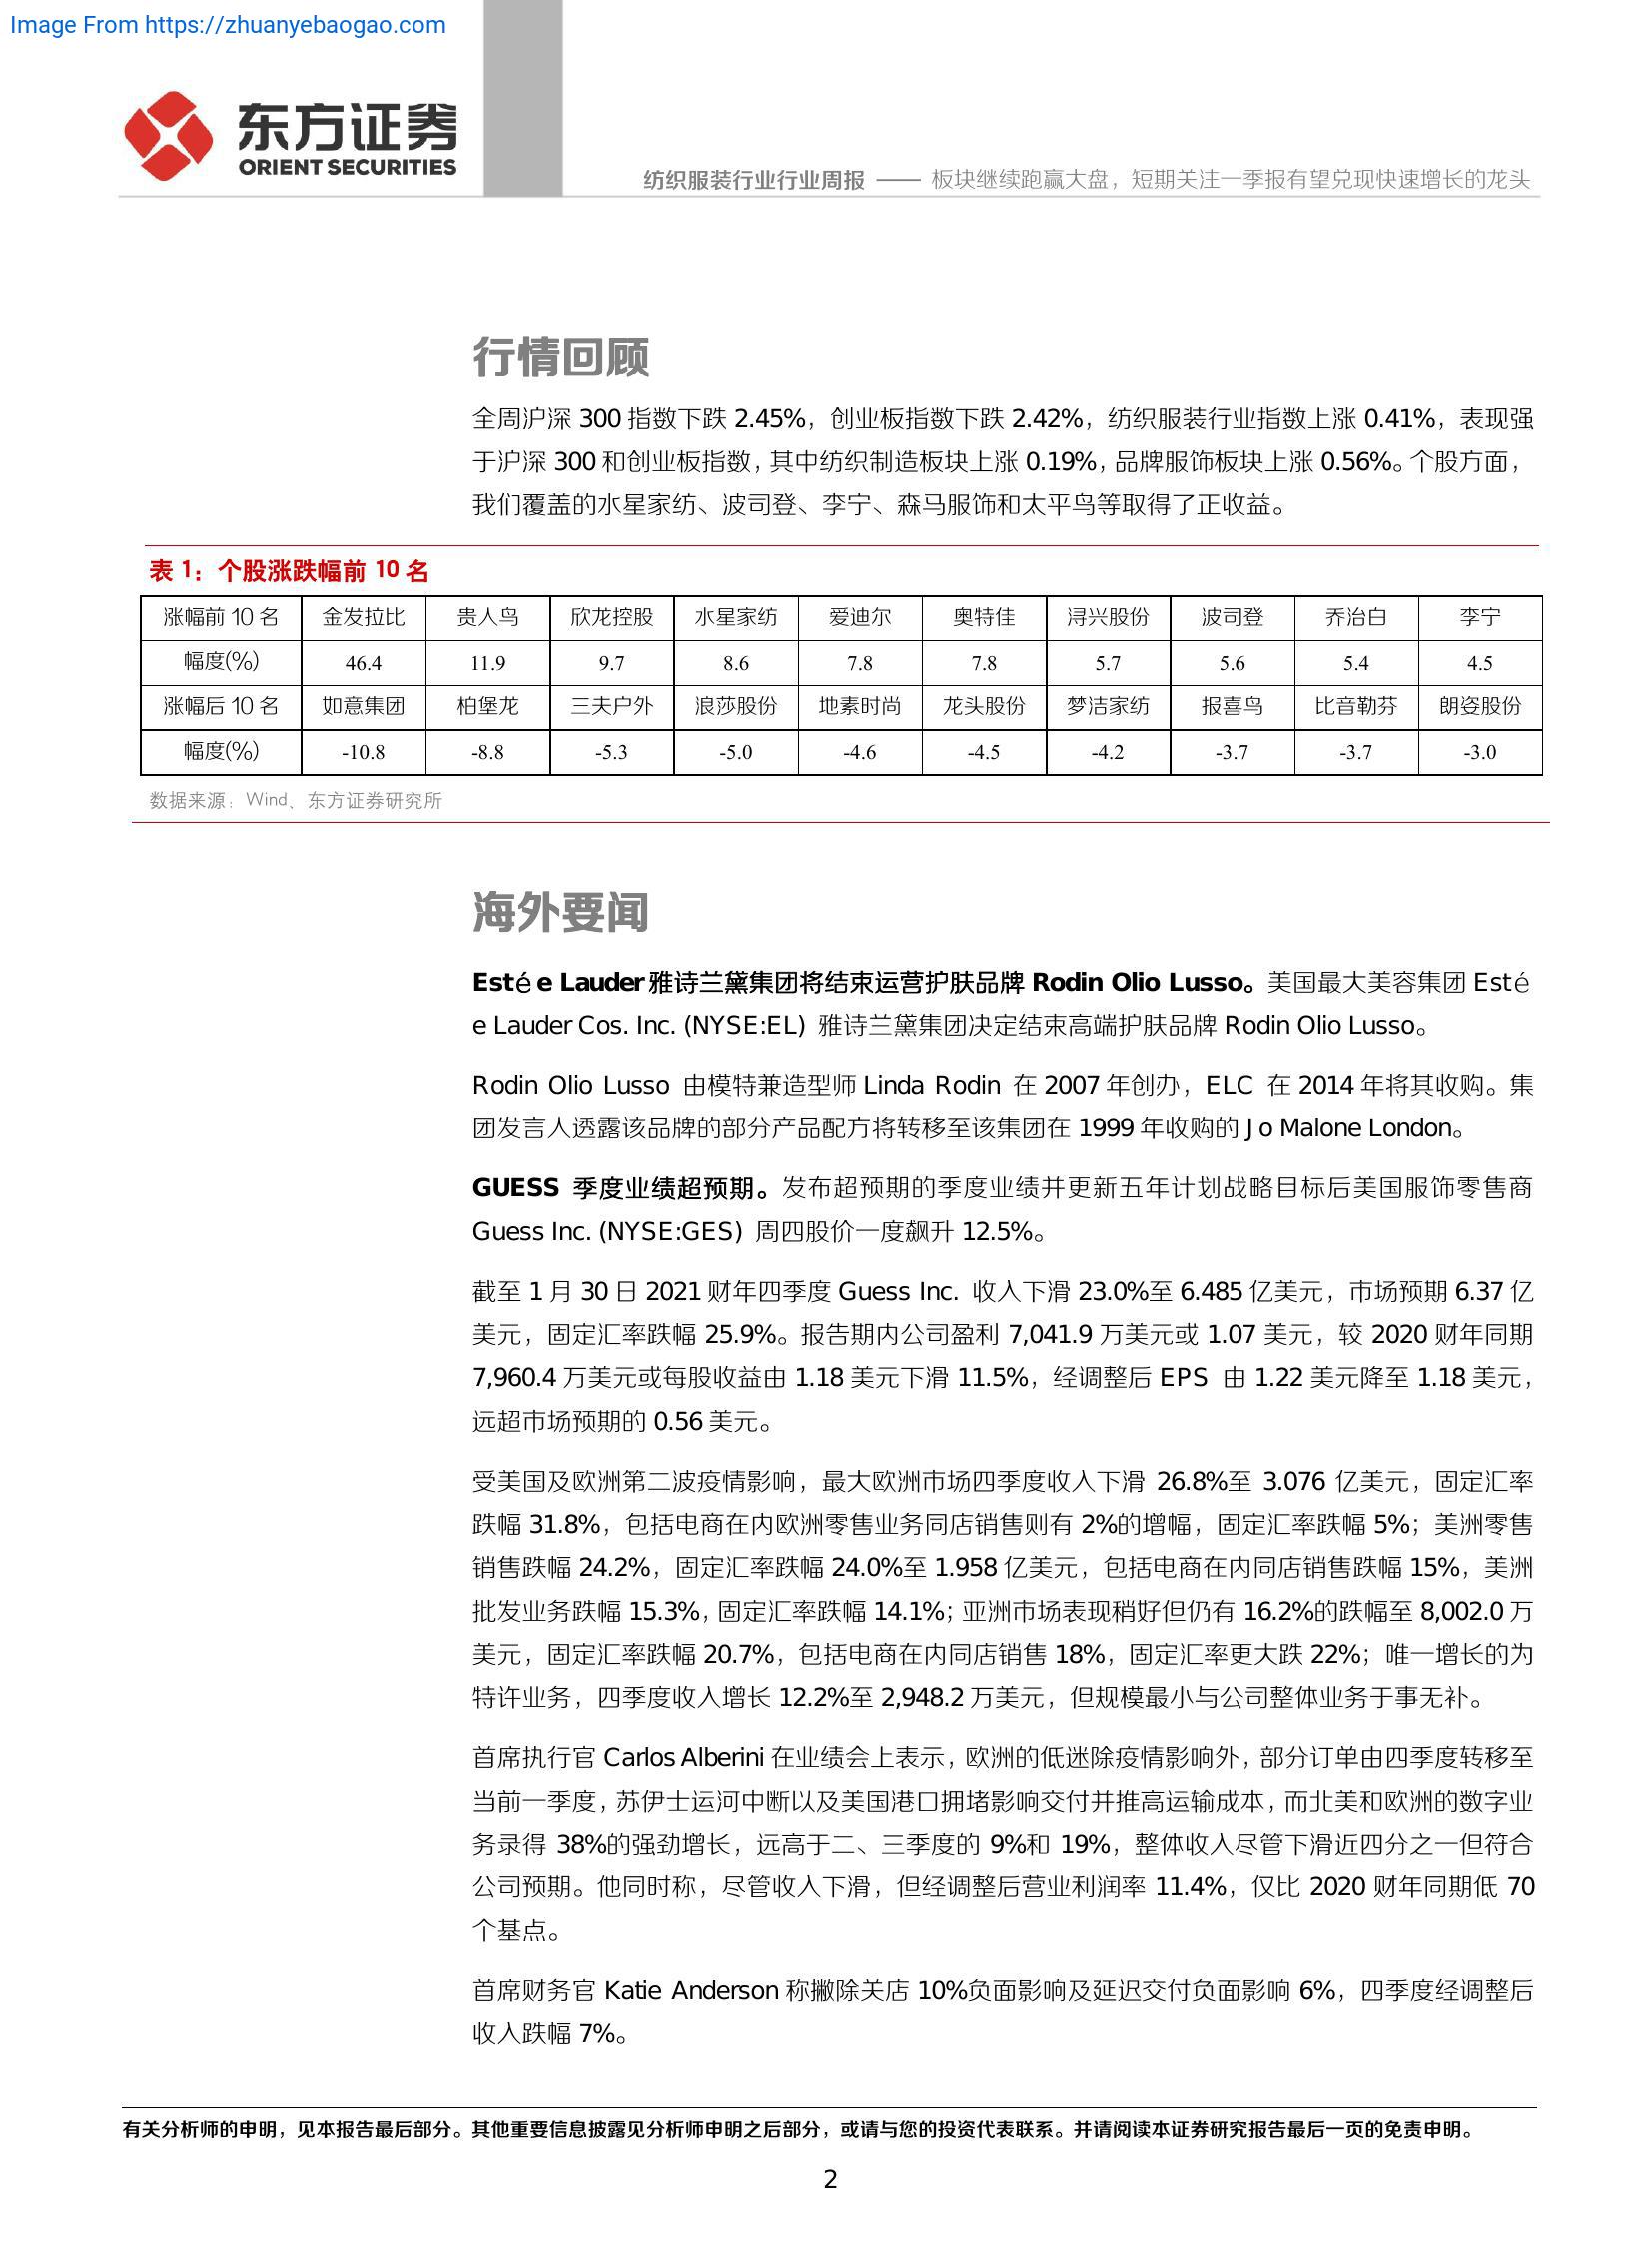 Image From https://zhuanyebaogao.com
东方证券
ORIENT SECURITIES
纺织服装行业行业周报 —— 板块继续跑赢大盘，短期关注一季报有望兑现快速增长的龙头
行情回顾
全周沪深 300 指数下跌 2.45%，创业板指数下跌 2.42%，纺织服装行业指数上涨 0.41%，表现强
于沪深 300 和创业板指数，其中纺织制造板块上涨 0.19%，品牌服饰板块上涨 0.56%。个股方面，
我们覆盖的水星家纺、波司登、李宁、森马服饰和太平鸟等取得了正收益。
表 1：个股涨跌幅前 10 名
涨幅前 10 名 金发拉比 贵人鸟 欣龙控股 水星家纺 爱迪尔 奥特佳 浔兴股份 波司登 乔治白 李宁
幅度(%) 46.4 11.9 9.7 8.6 7.8 7.8 5.7 5.6 5.4 4.5
涨幅后 10 名 如意集团 柏堡龙 三夫户外 浪莎股份 地素时尚 龙头股份 梦洁家纺 报喜鸟 比音勒芬 朗姿股份
幅度(%) -10.8 -8.8 -5.3 -5.0 -4.6 -4.5 -4.2 -3.7 -3.7 -3.0
数据来源：Wind、东方证券研究所
海外要闻
Esté e Lauder 雅诗兰黛集团将结束运营护肤品牌 Rodin Olio Lusso。美国最大美容集团 Esté
e Lauder Cos. Inc. (NYSE:EL) 雅诗兰黛集团决定结束高端护肤品牌 Rodin Olio Lusso。
Rodin Olio Lusso 由模特兼造型师 Linda Rodin 在 2007 年创办，ELC 在 2014 年将其收购。集
团发言人透露该品牌的部分产品配方将转移至该集团在 1999 年收购的 Jo Malone London。
GUESS 季度业绩超预期。发布超预期的季度业绩并更新五年计划战略目标后美国服饰零售商
Guess Inc. (NYSE:GES) 周四股价一度飙升 12.5%。
截至 1 月 30 日 2021 财年四季度 Guess Inc. 收入下滑 23.0%至 6.485 亿美元，市场预期 6.37 亿
美元，固定汇率跌幅 25.9%。报告期内公司盈利 7,041.9 万美元或 1.07 美元，较 2020 财年同期
7,960.4 万美元或每股收益由 1.18 美元下滑 11.5%，经调整后 EPS 由 1.22 美元降至 1.18 美元，
远超市场预期的 0.56 美元。
受美国及欧洲第二波疫情影响，最大欧洲市场四季度收入下滑 26.8%至 3.076 亿美元，固定汇率
跌幅 31.8%，包括电商在内欧洲零售业务同店销售则有 2%的增幅，固定汇率跌幅 5%；美洲零售
销售跌幅 24.2%，固定汇率跌幅 24.0%至 1.958 亿美元，包括电商在内同店销售跌幅 15%，美洲
批发业务跌幅 15.3%，固定汇率跌幅 14.1%；亚洲市场表现稍好但仍有 16.2%的跌幅至 8,002.0 万
美元，固定汇率跌幅 20.7%，包括电商在内同店销售 18%，固定汇率更大跌 22%；唯一增长的为
特许业务，四季度收入增长 12.2%至 2,948.2 万美元，但规模最小与公司整体业务于事无补。
首席执行官 Carlos Alberini 在业绩会上表示，欧洲的低迷除疫情影响外，部分订单由四季度转移至
当前一季度，苏伊士运河中断以及美国港口拥堵影响交付并推高运输成本，而北美和欧洲的数字业
务录得 38%的强劲增长，远高于二、三季度的 9%和 19%，整体收入尽管下滑近四分之一但符合
公司预期。他同时称，尽管收入下滑，但经调整后营业利润率 11.4%，仅比 2020 财年同期低 70
个基点。
首席财务官 Katie Anderson 称撇除关店 10%负面影响及延迟交付负面影响 6%，四季度经调整后
收入跌幅 7%。
有关分析师的申明，见本报告最后部分。其他重要信息披露见分析师申明之后部分，或请与您的投资代表联系。并请阅读本证券研究报告最后一页的免责申明。
2